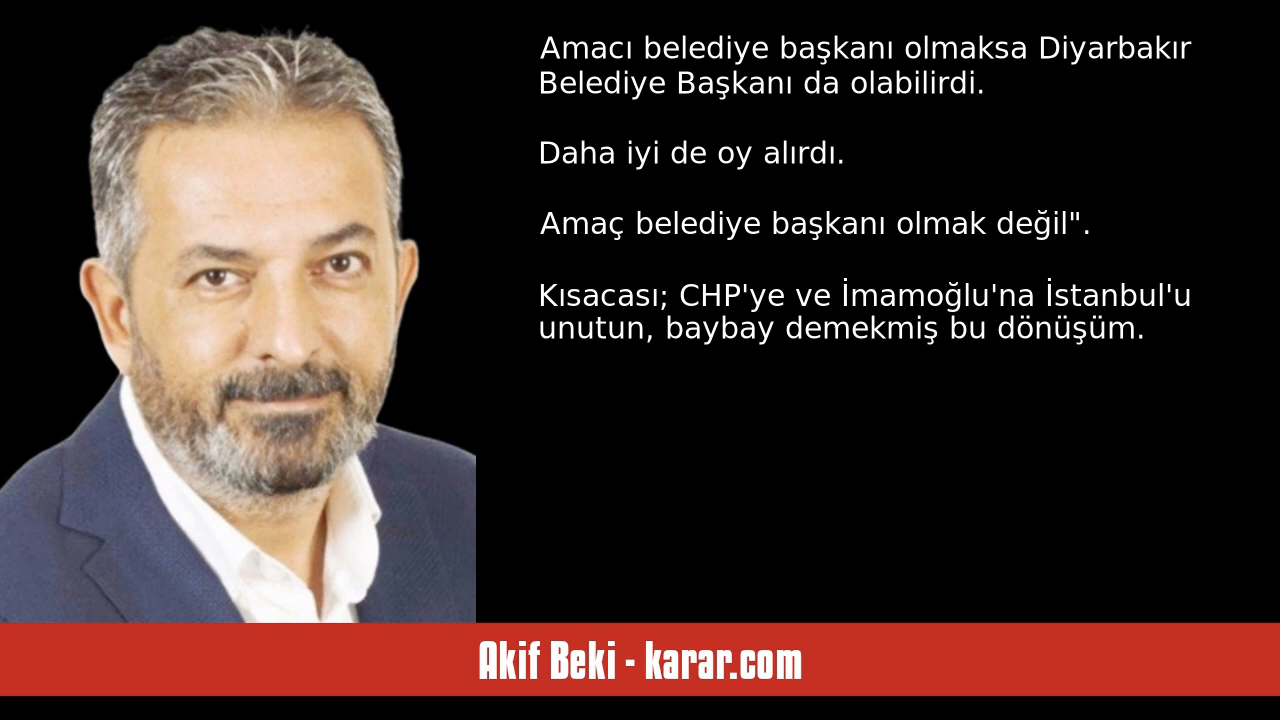 Amacı belediye başkanı olmaksa Diyarbakır
Belediye Başkanı da olabilirdi.
Daha iyi de oy alırdı.
Amaç belediye başkanı olmak değil".
Kısacası; CHP'ye ve İmamoğlu'na İstanbul'u
unutun, baybay demekmiş bu dönüşüm.
Akif Beki - karar.com